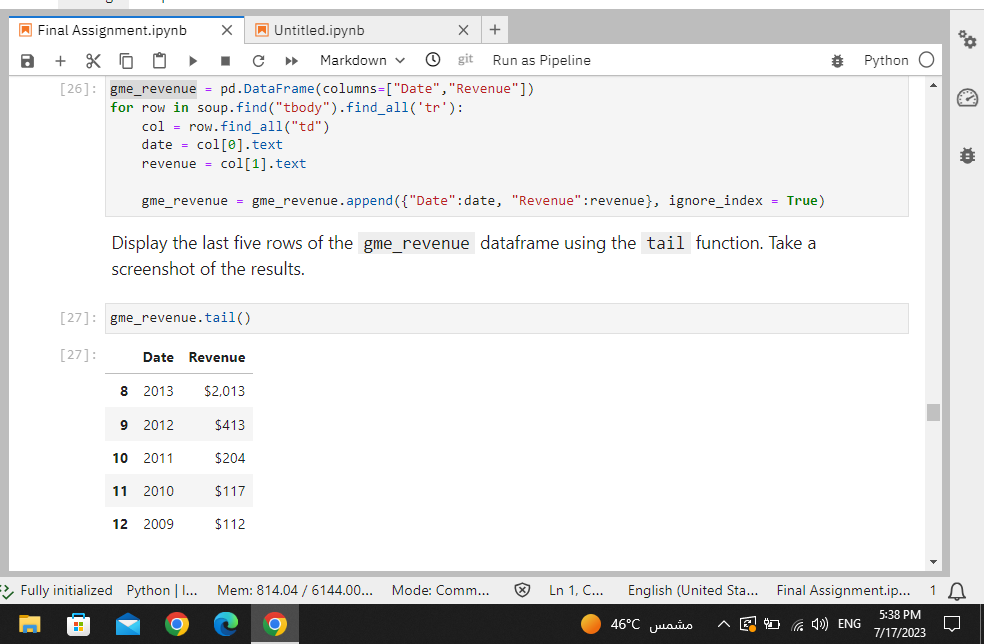 Final Assignment.ipynb
Untitled.ipynb
Markdown
git
Run as Pipeline
Python
[26]:
gme_revenue = pd.DataFrame(columns=["Date","Revenue"])
for row in soup.find("tbody").find_all('tr'):
    col = row.find_all("td")
    date = col[0].text
    revenue = col[1].text
    gme_revenue = gme_revenue.append({"Date":date, "Revenue":revenue}, ignore_index = True)
Display the last five rows of the gme_revenue dataframe using the tail function. Take a
screenshot of the results.
[27]:
gme_revenue.tail()
[27]:
Date Revenue
8 2013 $2,013
9 2012 $413
10 2011 $204
11 2010 $117
12 2009 $112
Fully initialized Python | I... Mem: 814.04 / 6144.00... Mode: Comm... Ln 1, C... English (United Sta... Final Assignment.ip... 1
46°C مشمس ENG
5:38 PM
7/17/2023